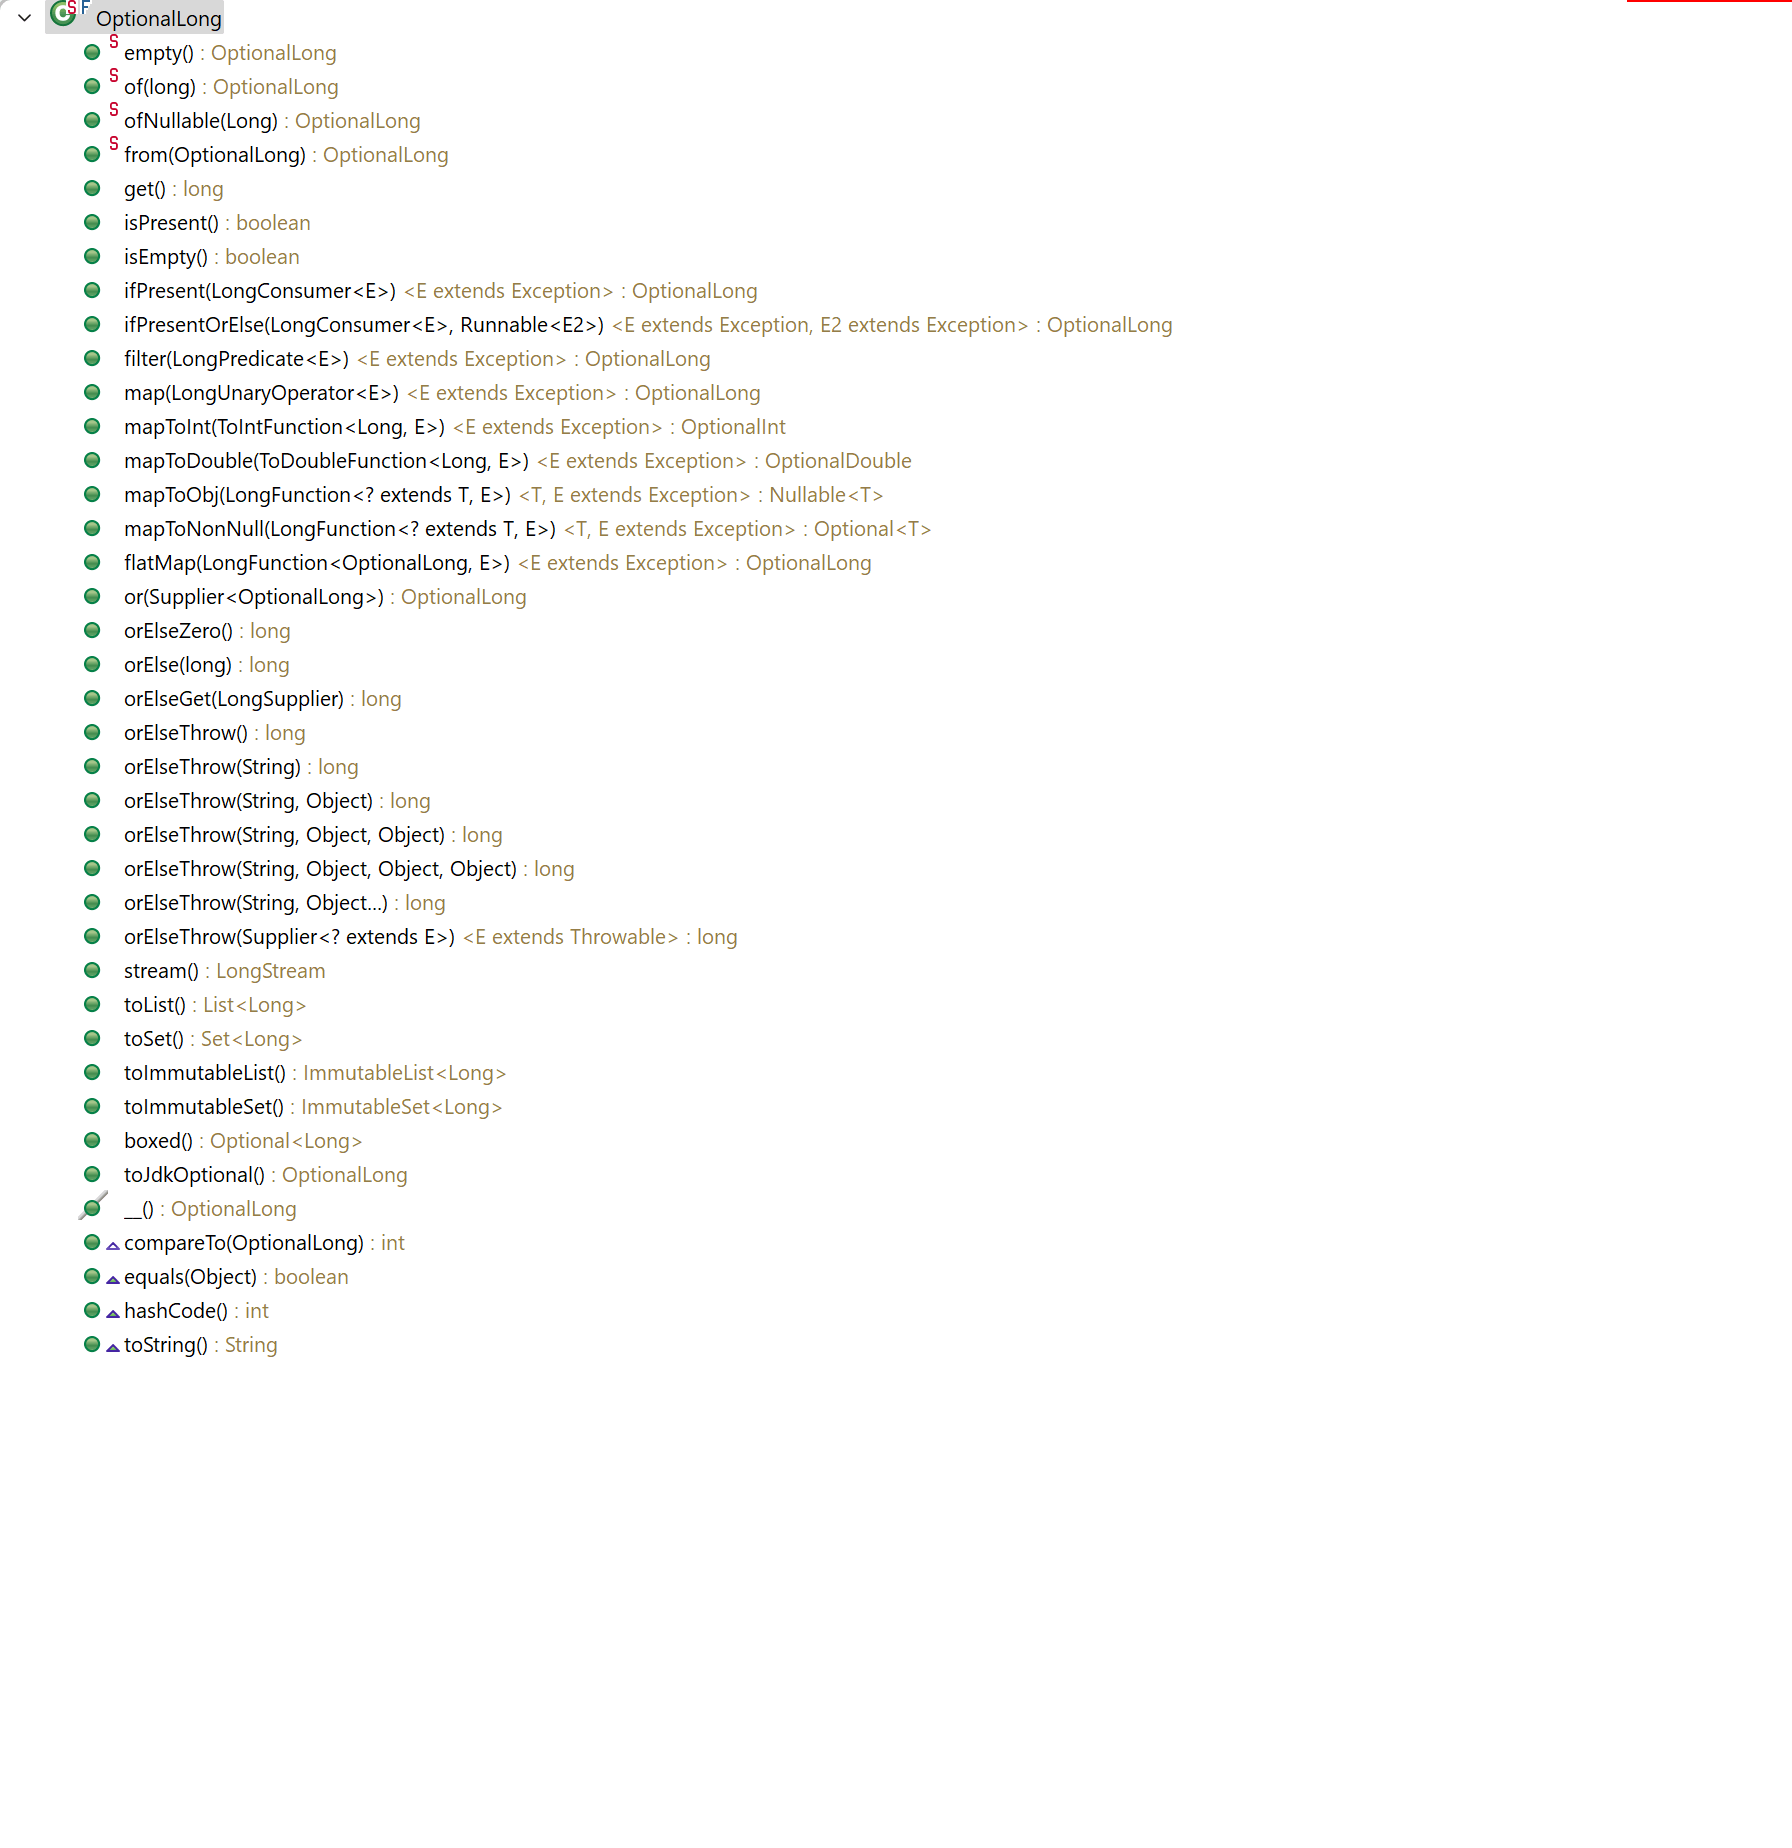 OptionalLong
empty() : OptionalLong
of(long) : OptionalLong
ofNullable(Long) : OptionalLong
from(OptionalLong) : OptionalLong
get() : long
isPresent() : boolean
isEmpty() : boolean
ifPresent(LongConsumer<E>) <E extends Exception> : OptionalLong
ifPresentOrElse(LongConsumer<E>, Runnable<E2>) <E extends Exception, E2 extends Exception> : OptionalLong
filter(LongPredicate<E>) <E extends Exception> : OptionalLong
map(LongUnaryOperator<E>) <E extends Exception> : OptionalLong
mapToInt(ToIntFunction<Long, E>) <E extends Exception> : OptionalInt
mapToDouble(ToDoubleFunction<Long, E>) <E extends Exception> : OptionalDouble
mapToObj(LongFunction<? extends T, E>) <T, E extends Exception> : Nullable<T>
mapToNonNull(LongFunction<? extends T, E>) <T, E extends Exception> : Optional<T>
flatMap(LongFunction<OptionalLong, E>) <E extends Exception> : OptionalLong
or(Supplier<OptionalLong>) : OptionalLong
orElseZero() : long
orElse(long) : long
orElseGet(LongSupplier) : long
orElseThrow() : long
orElseThrow(String) : long
orElseThrow(String, Object) : long
orElseThrow(String, Object, Object) : long
orElseThrow(String, Object, Object, Object) : long
orElseThrow(String, Object...) : long
orElseThrow(Supplier<? extends E>) <E extends Throwable> : long
stream() : LongStream
toList() : List<Long>
toSet() : Set<Long>
toImmutableList() : ImmutableList<Long>
toImmutableSet() : ImmutableSet<Long>
boxed() : Optional<Long>
toJdkOptional() : OptionalLong
__() : OptionalLong
compareTo(OptionalLong) : int
equals(Object) : boolean
hashCode() : int
toString() : String